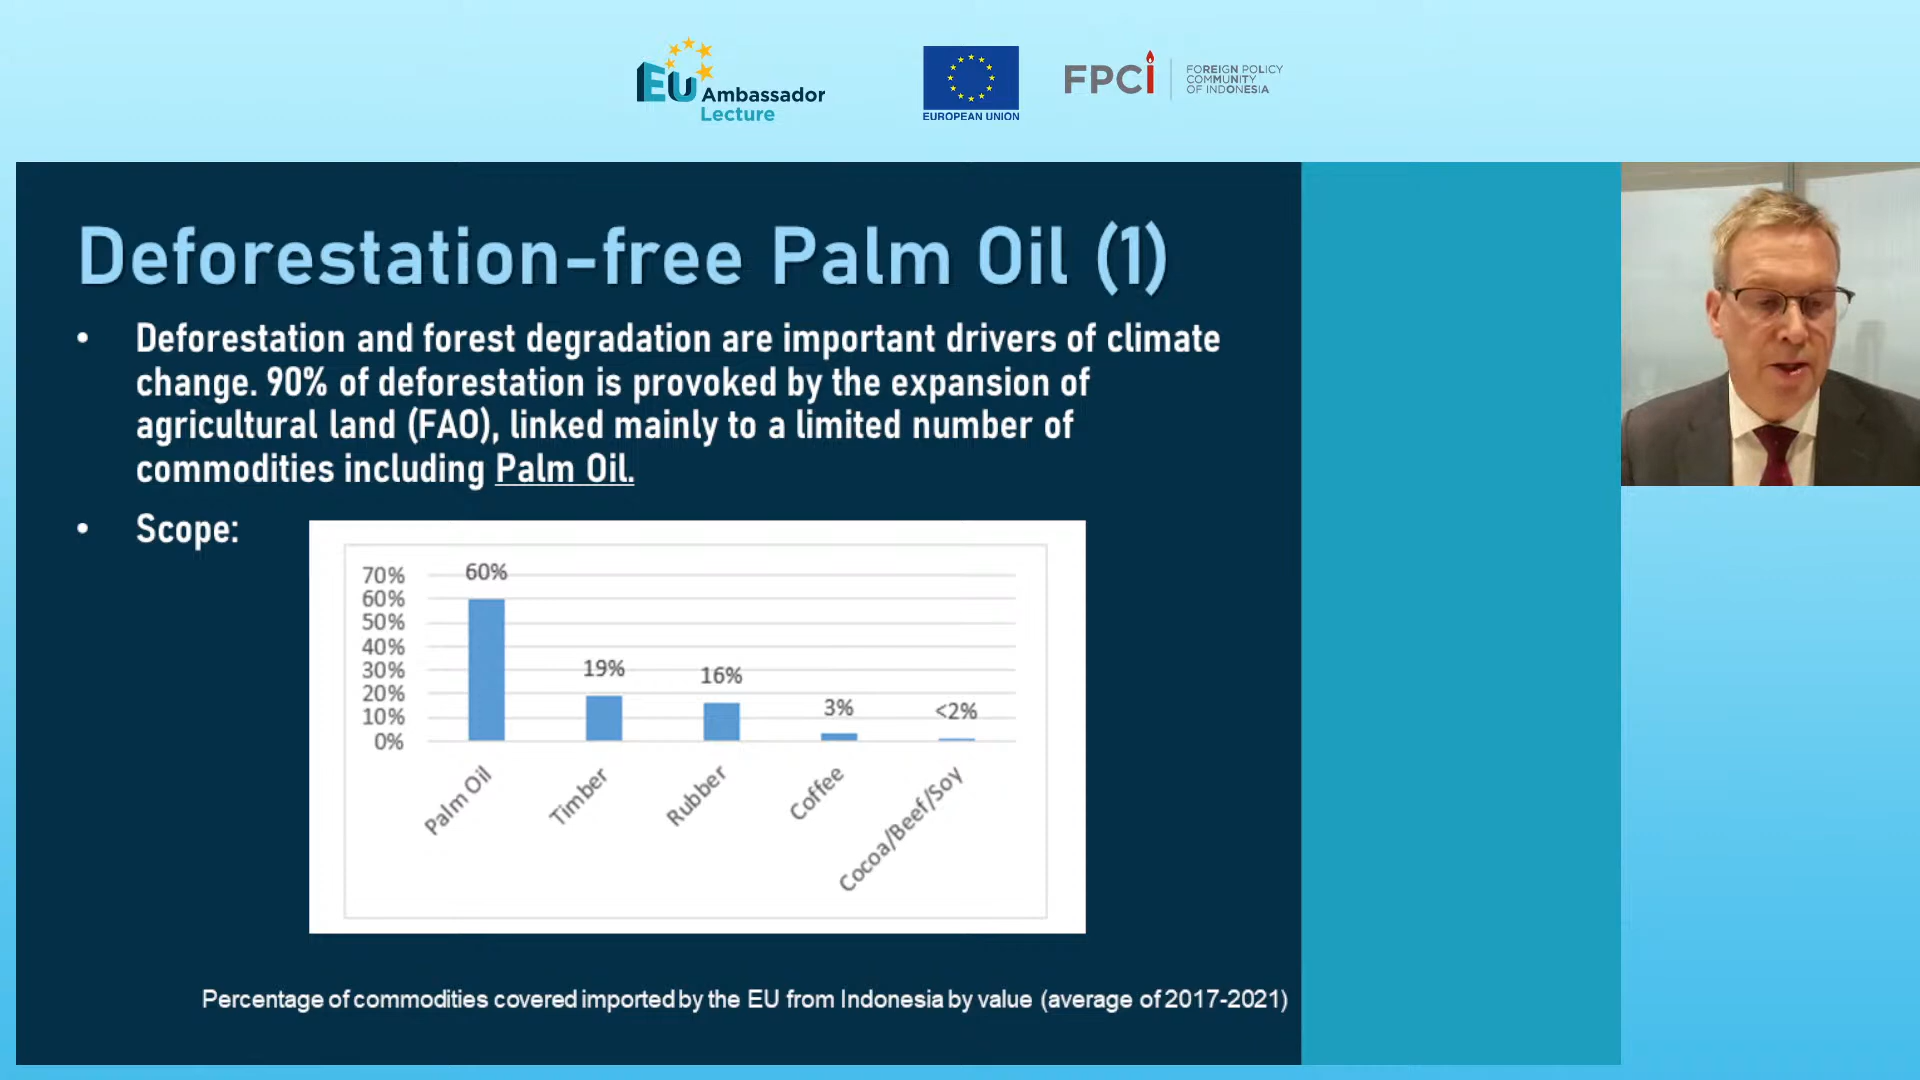 EU Ambassador
Lecture
EUROPEAN UNION
FPCi
FOREIGN POLICY
COMMUNITY
OF INDONESIA
Deforestation-free Palm Oil (1)
• Deforestation and forest degradation are important drivers of climate
change. 90% of deforestation is provoked by the expansion of
agricultural land (FAO), linked mainly to a limited number of
commodities including Palm Oil.
• Scope:
70%
60%
50%
40%
30%
20%
10%
0%
60%
19%
16%
3%
<2%
Palm Oil
Timber
Rubber
Coffee
Cocoa/Beef/Soy
Percentage of commodities covered imported by the EU from Indonesia by value (average of 2017-2021)